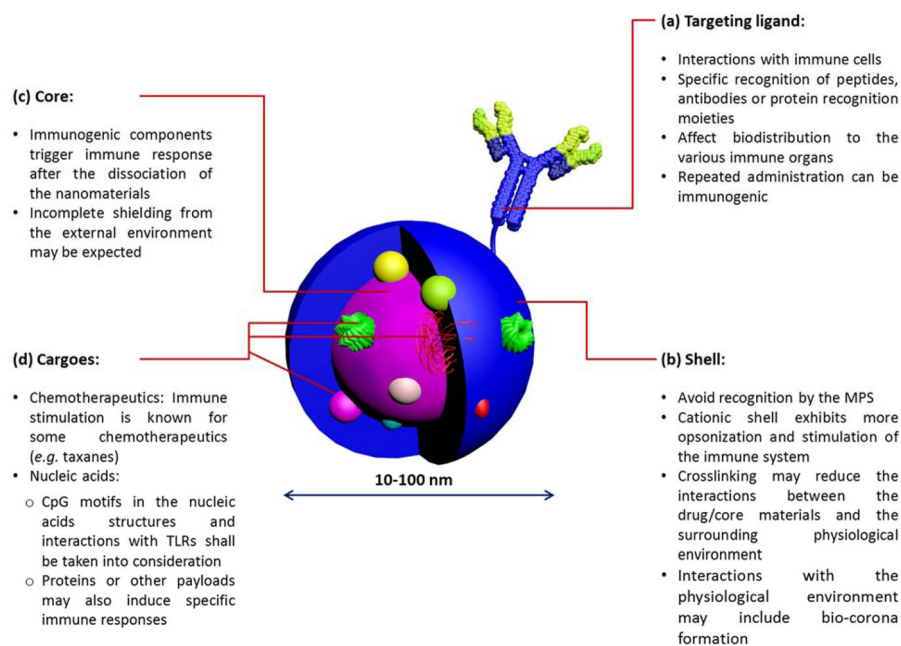 (a) Targeting ligand:
• Interactions with immune cells
• Specific recognition of peptides,
antibodies or protein recognition
moieties
• Affect biodistribution to the
various immune organs
• Repeated administration can be
immunogenic
(c) Core:
• Immunogenic components
trigger immune response
after the dissociation of
the nanomaterials
• Incomplete shielding from
the external environment
may be expected
(d) Cargoes:
• Chemotherapeutics: Immune
stimulation is known for
some chemotherapeutics
(e.g. taxanes)
• Nucleic acids:
o CpG motifs in the nucleic
acids structures and
interactions with TLRs shall
be taken into consideration
o Proteins or other payloads
may also induce specific
immune responses
10-100 nm
(b) Shell:
• Avoid recognition by the MPS
• Cationic shell exhibits more
opsonization and stimulation of
the immune system
• Crosslinking may reduce the
interactions between the
drug/core materials and the
surrounding physiological
environment
• Interactions with the
physiological environment
may include bio-corona
formation